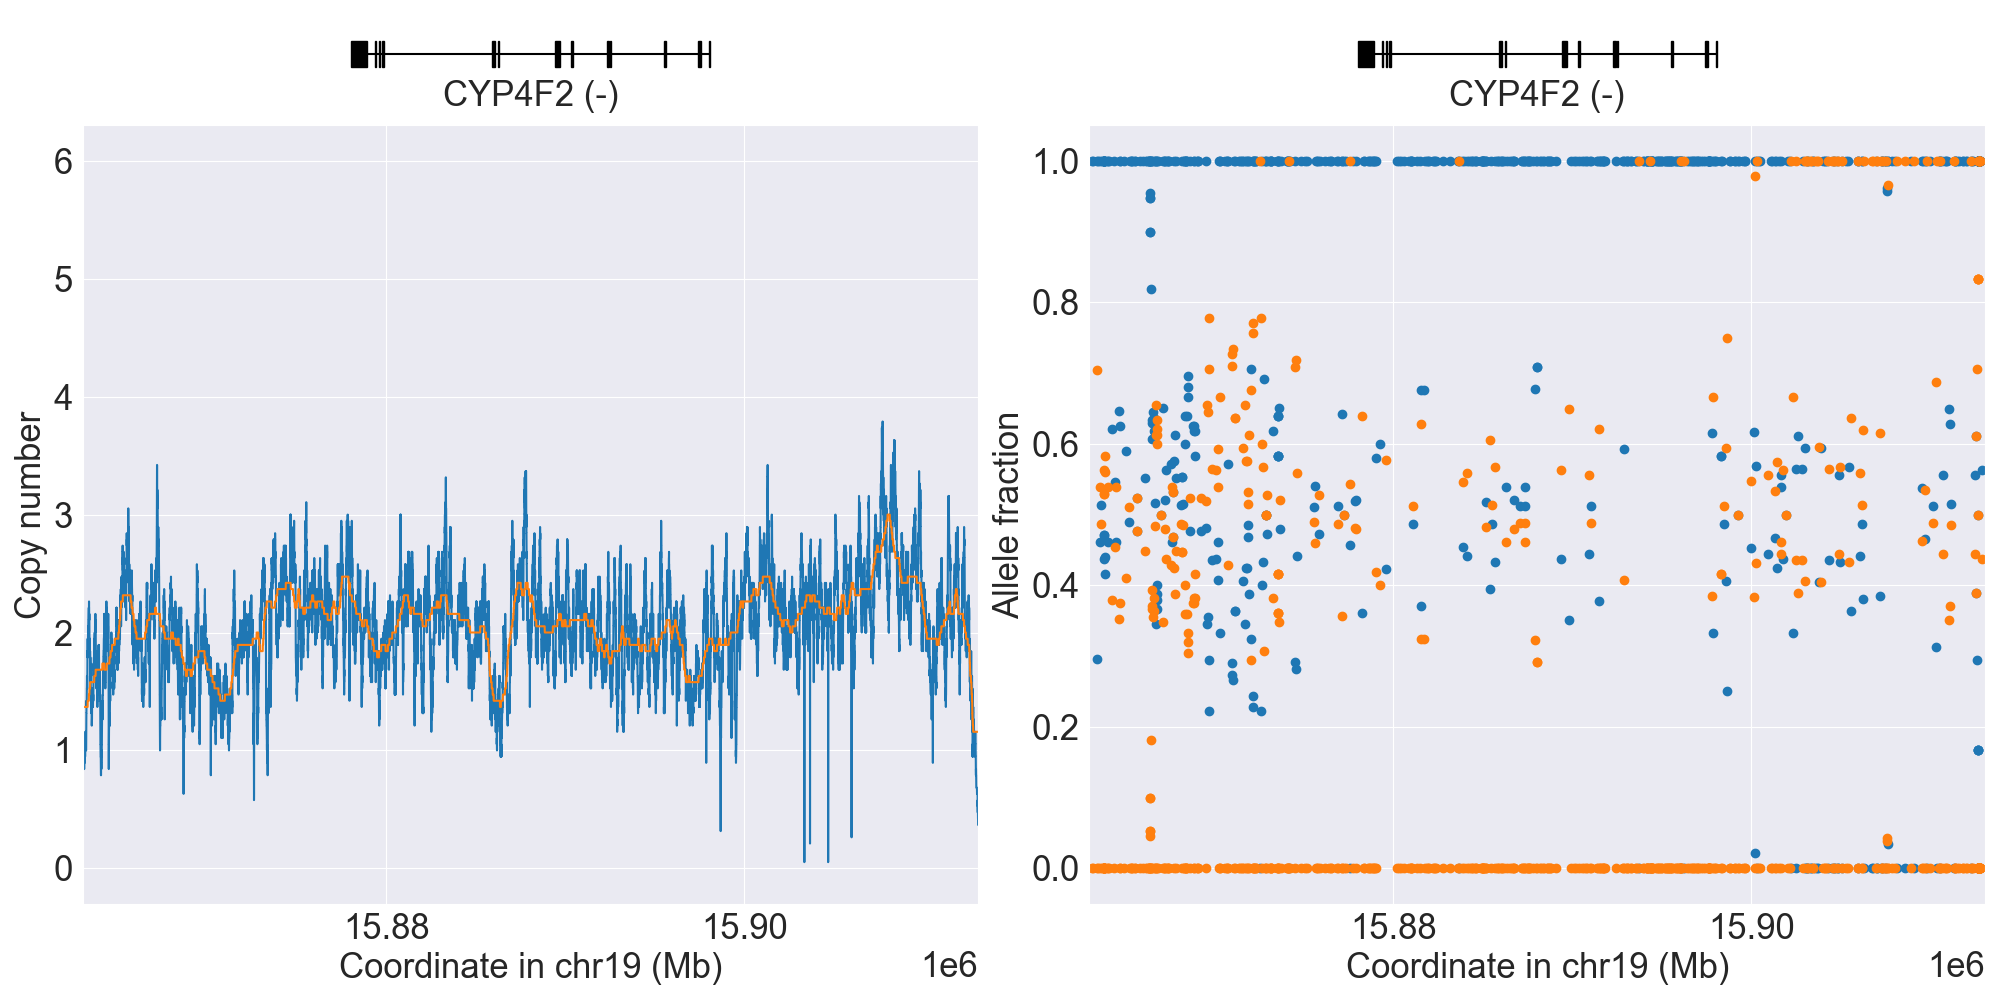 CYP4F2 (-)
6
5
4
3
2
1
0
Copy number
15.88
15.90
Coordinate in chr19 (Mb)
1e6
CYP4F2 (-)
1.0
0.8
0.6
0.4
0.2
0.0
Allele fraction
15.88
15.90
Coordinate in chr19 (Mb)
1e6